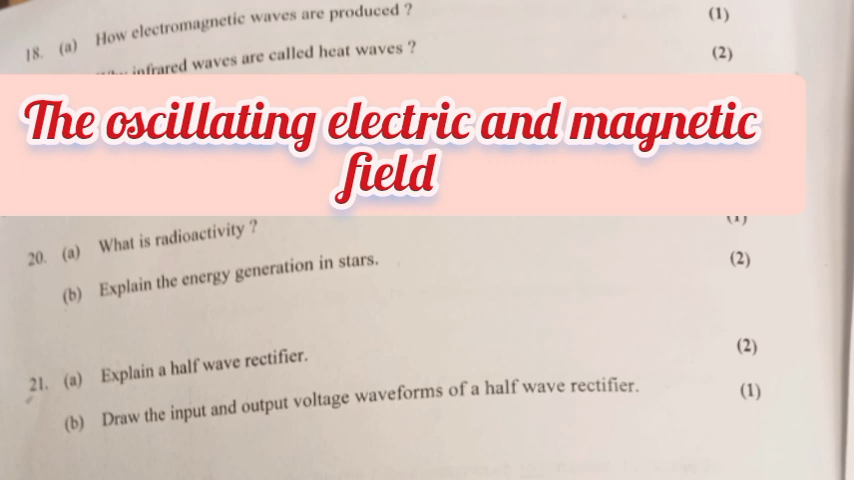 18. (a) How electromagnetic waves are produced ? (1)
infrared waves are called heat waves ? (2)
The oscillating electric and magnetic
field
20. (a) What is radioactivity ? (1)
(b) Explain the energy generation in stars. (2)
21. (a) Explain a half wave rectifier. (2)
(b) Draw the input and output voltage waveforms of a half wave rectifier. (1)